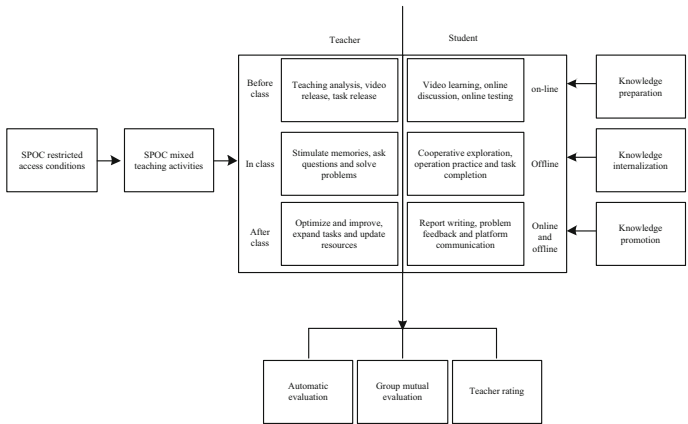 Teacher
Student
Before
class
Teaching analysis, video
release, task release
Video learning, online
discussion, online testing
on-line
Knowledge
preparation
SPOC restricted
access conditions
SPOC mixed
teaching activities
In class
Stimulate memories, ask
questions and solve
problems
Cooperative exploration,
operation practice and task
completion
Offline
Knowledge
internalization
After
class
Optimize and improve,
expand tasks and update
resources
Report writing, problem
feedback and platform
communication
Online
and
offline
Knowledge
promotion
Automatic
evaluation
Group mutual
evaluation
Teacher rating